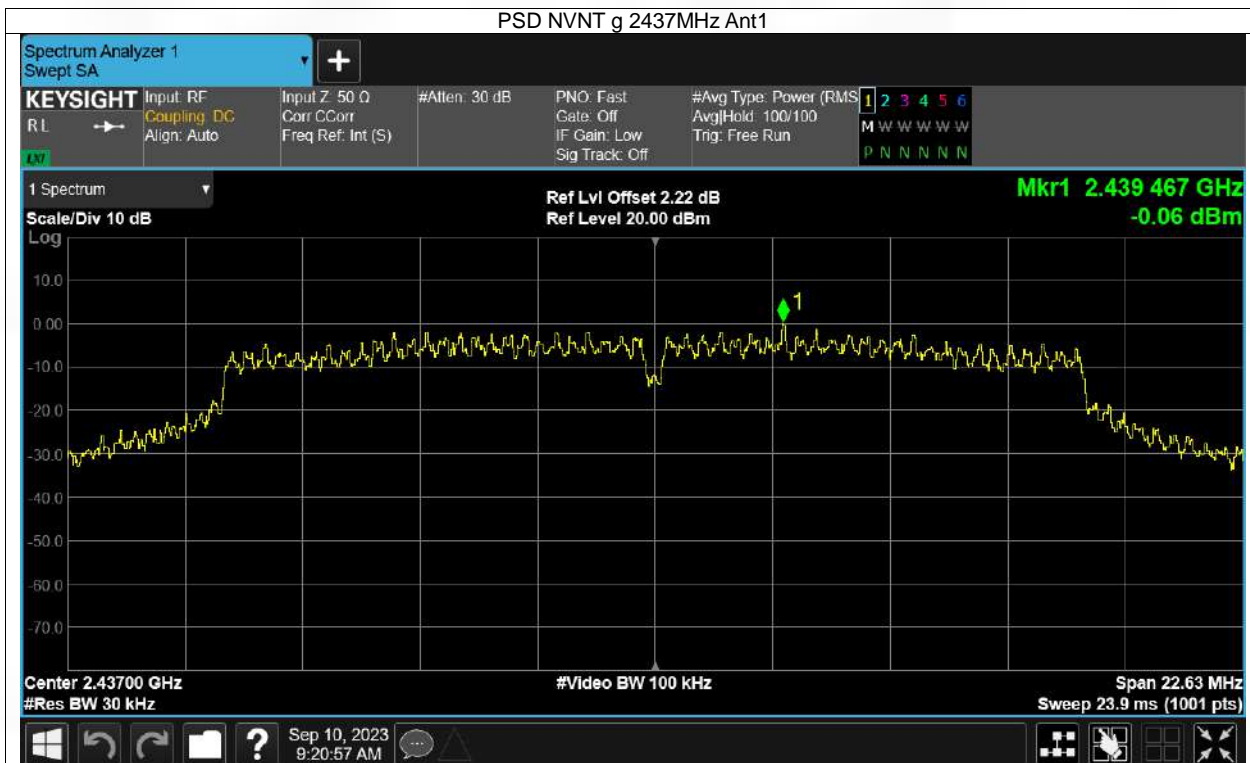 PSD NVNT g 2437MHz Ant1
Spectrum Analyzer 1
Swept SA
+
KEYSIGHT
RL
LXI
Input: RF
Coupling: DC
Align: Auto
Input Z: 50 Ω
Corr CCorr
Freq Ref: Int (S)
#Atten: 30 dB
PNO: Fast
Gate: Off
IF Gain: Low
Sig Track: Off
#Avg Type: Power (RMS
Avg|Hold: 100/100
Trig: Free Run
1 2 3 4 5 6
M W W W W W
P N N N N N
1 Spectrum
Scale/Div 10 dB
Log
Ref Lvl Offset 2.22 dB
Ref Level 20.00 dBm
Mkr1 2.439 467 GHz
-0.06 dBm
10.0
0.00
-10.0
-20.0
-30.0
-40.0
-50.0
-60.0
-70.0
1
Center 2.43700 GHz
#Res BW 30 kHz
#Video BW 100 kHz
Span 22.63 MHz
Sweep 23.9 ms (1001 pts)
?
Sep 10, 2023
9:20:57 AM